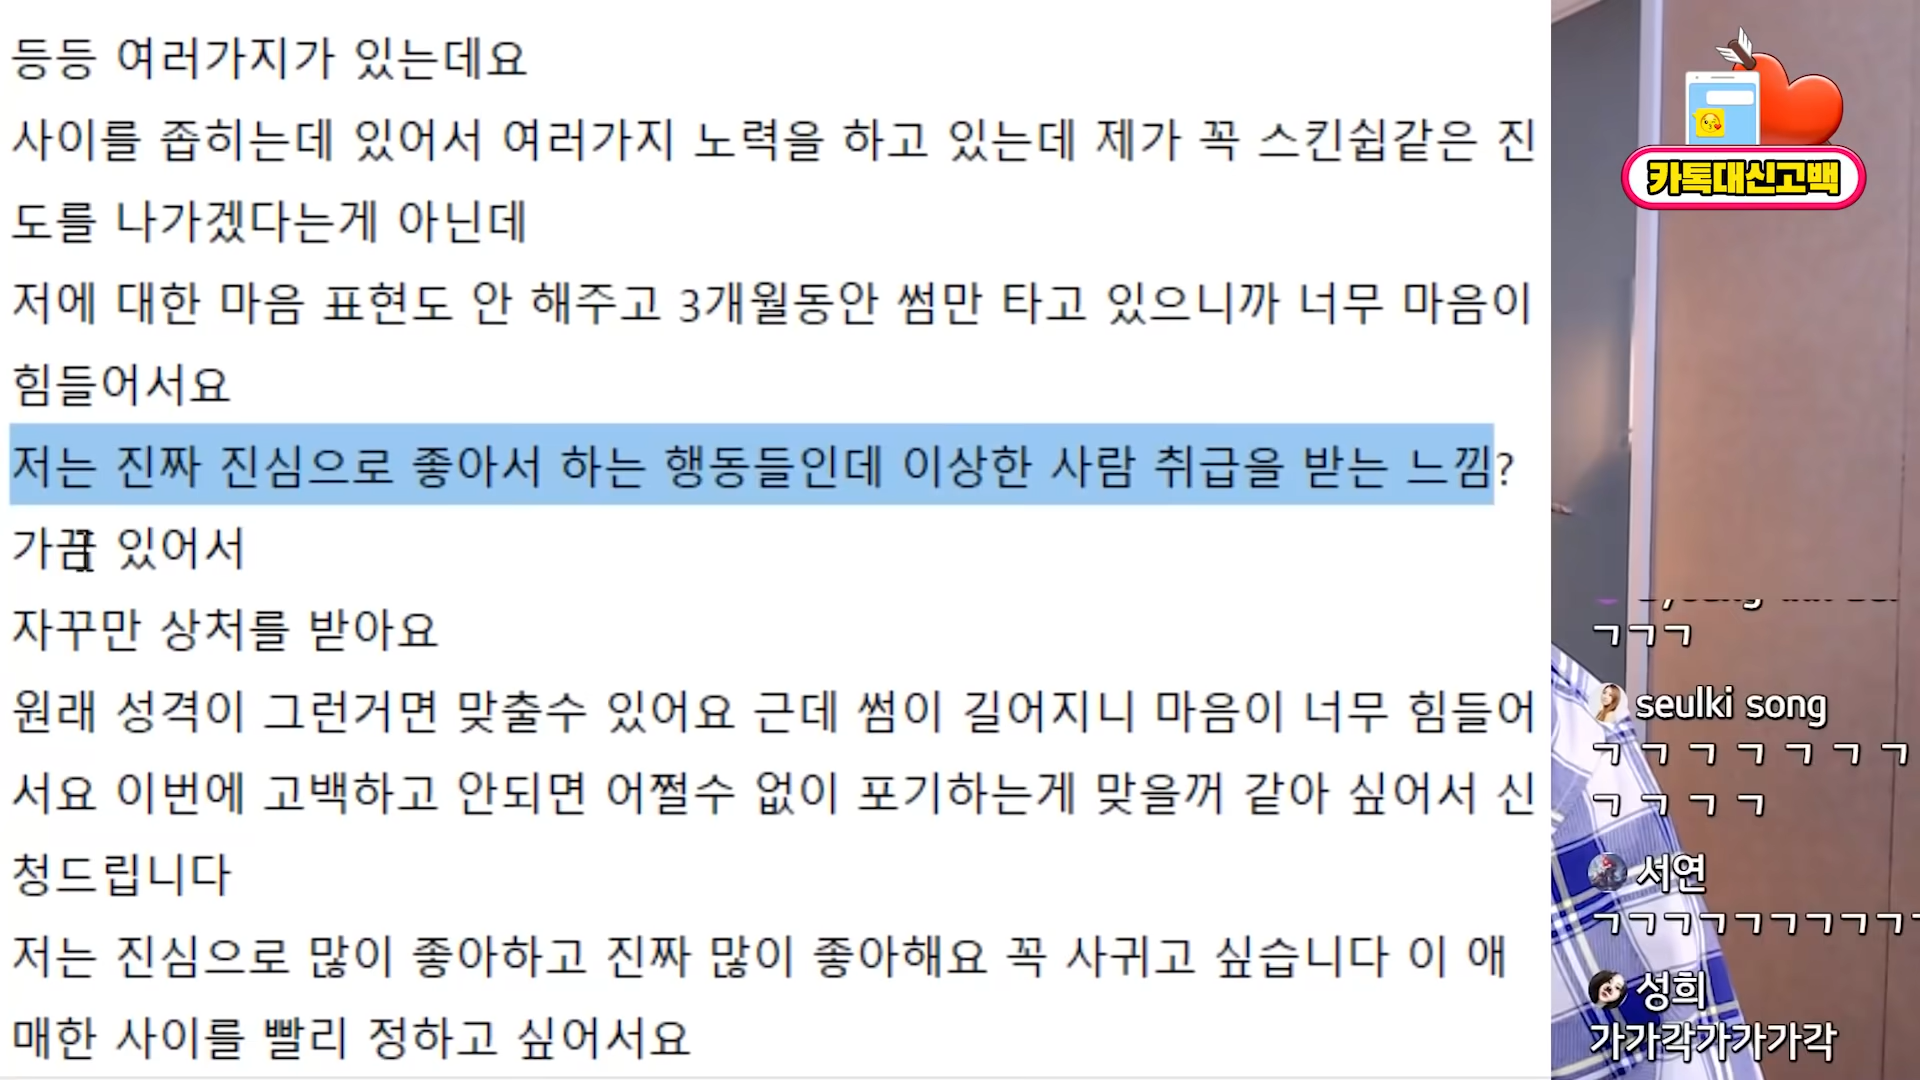 등등 여러가지가 있는데요
사이를 좁히는데 있어서 여러가지 노력을 하고 있는데 제가 꼭 스킨쉽같은 진
도를 나가겠다는게 아닌데
저에 대한 마음 표현도 안 해주고 3개월동안 썸만 타고 있으니까 너무 마음이
힘들어서요
저는 진짜 진심으로 좋아서 하는 행동들인데 이상한 사람 취급을 받는 느낌?
가끔 있어서
자꾸만 상처를 받아요
원래 성격이 그런거면 맞출수 있어요 근데 썸이 길어지니 마음이 너무 힘들어
서요 이번에 고백하고 안되면 어쩔수 없이 포기하는게 맞을꺼 같아 싶어서 신
청드립니다
저는 진심으로 많이 좋아하고 진짜 많이 좋아해요 꼭 사귀고 싶습니다 이 애
매한 사이를 빨리 정하고 싶어서요
카톡대신고백
ㄱㄱㄱ
seulki song
ㄱㄱㄱㄱㄱㄱㄱ
ㄱㄱㄱㄱ
서연
ㄱㄱㄱㄱㄱㄱㄱㄱㄱㄱ
성희
가가각가가가각